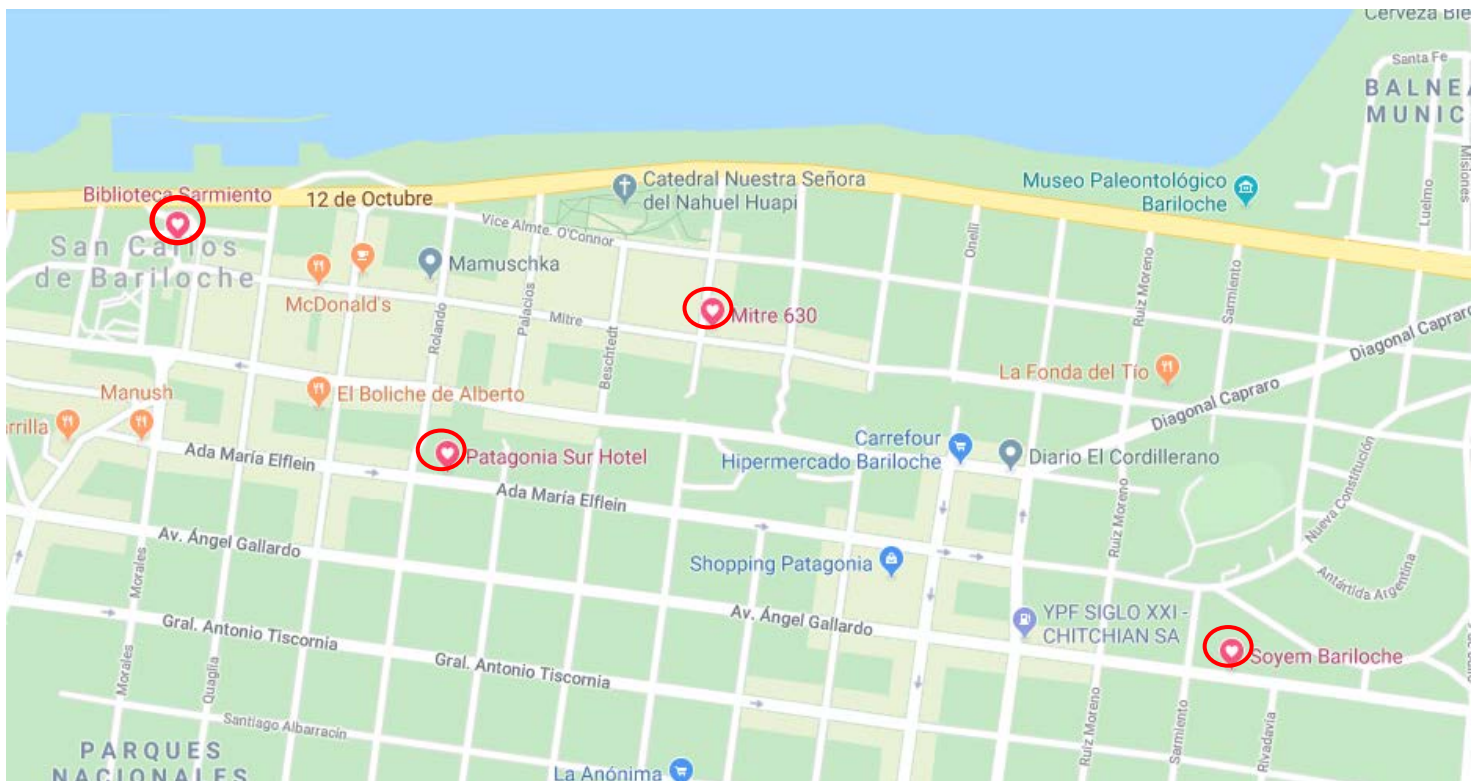 Cerveza Ble
Santa Fe
BALNEA
MUNIC
Misiones
Luelmo
Biblioteca Sarmiento
12 de Octubre
Catedral Nuestra Señora
del Nahuel Huapi
Museo Paleontológico
Bariloche
Vice Almte. O'Connor
San Carlos
de Bariloche
Mamuschka
McDonald's
Onelli
Ruiz Moreno
Sarmiento
Palacios
Rolando
Mitre
Mitre 630
Beschtedt
Diagonal Capraro
La Fonda del Tío
Diagonal Capraro
Manush
El Boliche de Alberto
rrilla
Ada María Elflein
Patagonia Sur Hotel
Carrefour
Hipermercado Bariloche
Diario El Cordillerano
Ada María Elflein
Ruiz Moreno
Nueva Constitución
Antártida Argentina
Av. Ángel Gallardo
Morales
Shopping Patagonia
Av. Ángel Gallardo
YPF SIGLO XXI -
CHITCHIAN SA
Gral. Antonio Tiscornia
Gral. Antonio Tiscornia
Soyem Bariloche
Morales
Quaglia
Santiago Albarracín
Ruiz Moreno
Sarmiento
Rivadavia
PARQUES
NACIONALES
La Anónima